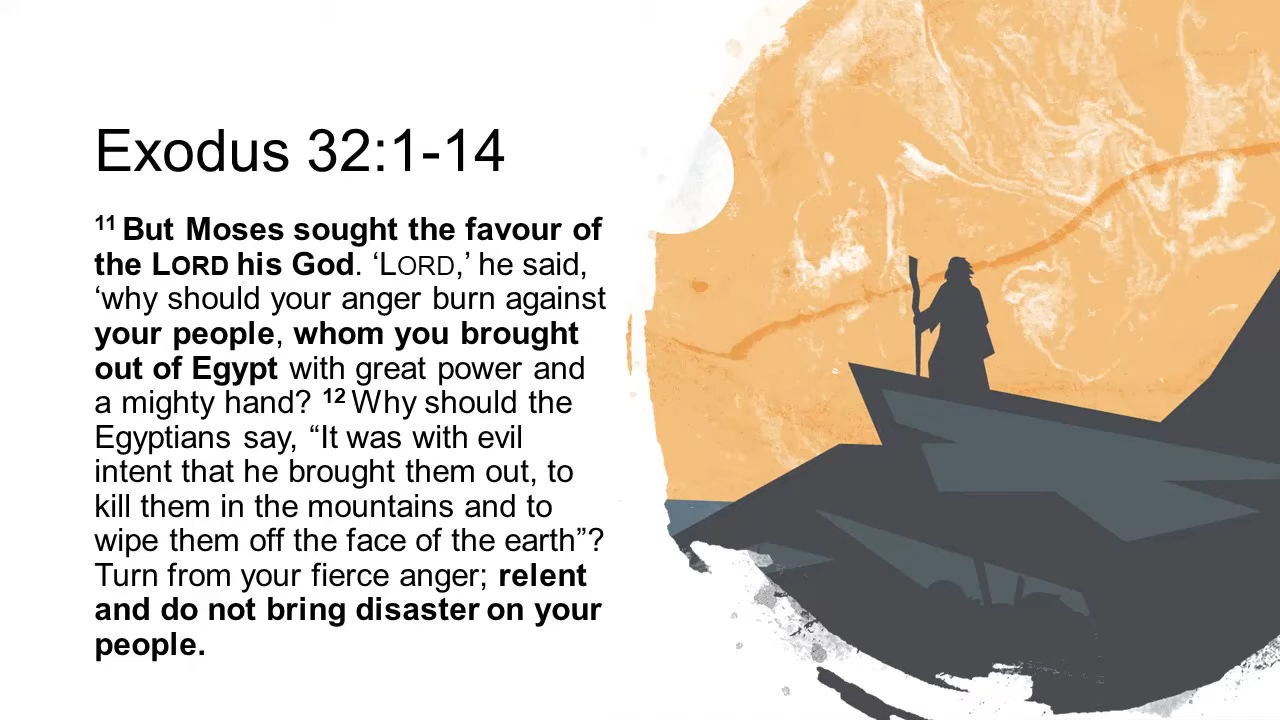 Exodus 32:1-14
11 But Moses sought the favour of
the LORD his God. ‘LORD,’ he said,
‘why should your anger burn against
your people, whom you brought
out of Egypt with great power and
a mighty hand? 12 Why should the
Egyptians say, “It was with evil
intent that he brought them out, to
kill them in the mountains and to
wipe them off the face of the earth”?
Turn from your fierce anger; relent
and do not bring disaster on your
people.